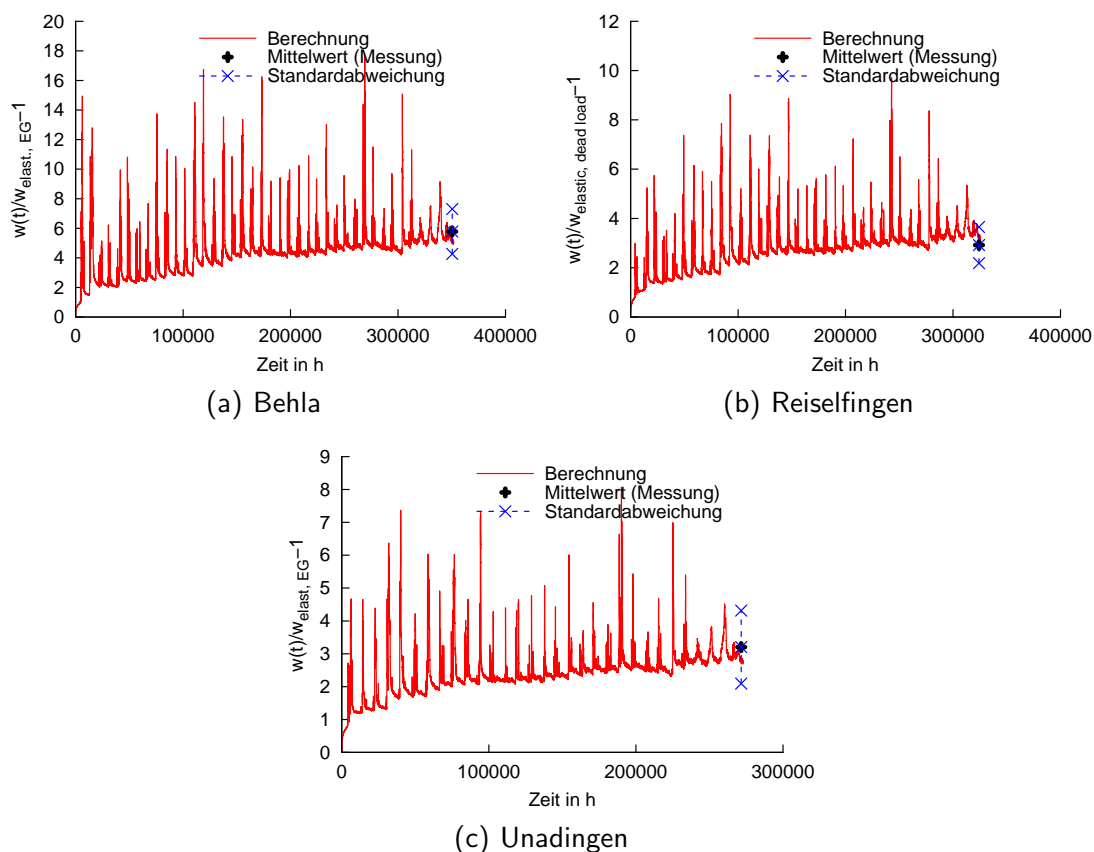 20
18
16
14
12
10
8
6
4
2
0
w(t)/w_elast., EG−1
Berechnung
Mittelwert (Messung)
Standardabweichung
0 100000 200000 300000 400000
Zeit in h
(a) Behla
12
10
8
6
4
2
0
w(t)/w_elastic, dead load−1
Berechnung
Mittelwert (Messung)
Standardabweichung
0 100000 200000 300000 400000
Zeit in h
(b) Reiselfingen
9
8
7
6
5
4
3
2
1
0
w(t)/w_elast, EG−1
Berechnung
Mittelwert (Messung)
Standardabweichung
0 100000 200000 300000
Zeit in h
(c) Unadingen